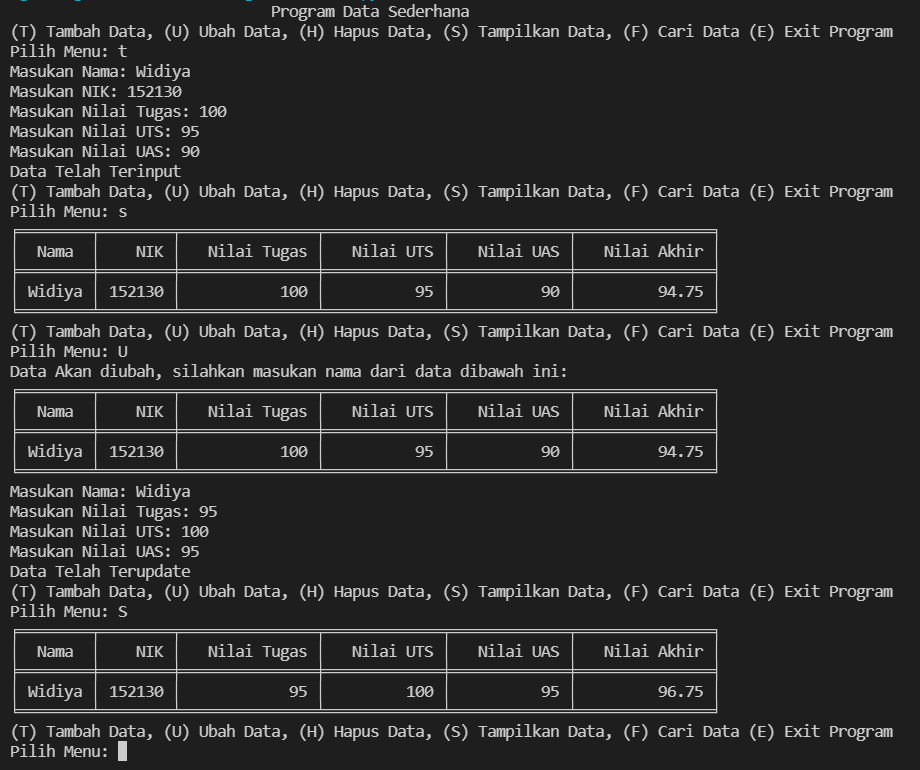 Program Data Sederhana
(T) Tambah Data, (U) Ubah Data, (H) Hapus Data, (S) Tampilkan Data, (F) Cari Data (E) Exit Program
Pilih Menu: t
Masukan Nama: Widiya
Masukan NIK: 152130
Masukan Nilai Tugas: 100
Masukan Nilai UTS: 95
Masukan Nilai UAS: 90
Data Telah Terinput
(T) Tambah Data, (U) Ubah Data, (H) Hapus Data, (S) Tampilkan Data, (F) Cari Data (E) Exit Program
Pilih Menu: s
Nama NIK Nilai Tugas Nilai UTS Nilai UAS Nilai Akhir
Widiya 152130 100 95 90 94.75
(T) Tambah Data, (U) Ubah Data, (H) Hapus Data, (S) Tampilkan Data, (F) Cari Data (E) Exit Program
Pilih Menu: U
Data Akan diubah, silahkan masukan nama dari data dibawah ini:
Nama NIK Nilai Tugas Nilai UTS Nilai UAS Nilai Akhir
Widiya 152130 100 95 90 94.75
Masukan Nama: Widiya
Masukan Nilai Tugas: 95
Masukan Nilai UTS: 100
Masukan Nilai UAS: 95
Data Telah Terupdate
(T) Tambah Data, (U) Ubah Data, (H) Hapus Data, (S) Tampilkan Data, (F) Cari Data (E) Exit Program
Pilih Menu: S
Nama NIK Nilai Tugas Nilai UTS Nilai UAS Nilai Akhir
Widiya 152130 95 100 95 96.75
(T) Tambah Data, (U) Ubah Data, (H) Hapus Data, (S) Tampilkan Data, (F) Cari Data (E) Exit Program
Pilih Menu: